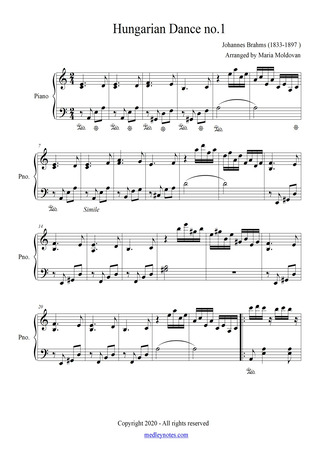 Hungarian Dance no.1
Johannes Brahms (1833-1897 )
Arranged by Maria Moldovan
Piano
7
Pno.
Simile
14
Pno.
20
Pno.
Copyright 2020 - All rights reserved
medleynotes.com